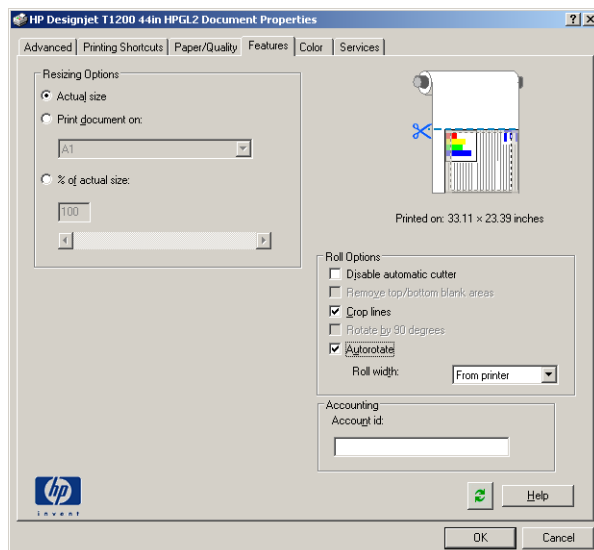 HP Designjet T1200 44in HPGL2 Document Properties
Advanced Printing Shortcuts Paper/Quality Features Color Services
Resizing Options
Actual size
Print document on:
A1
% of actual size:
100
Printed on: 33.11 × 23.39 inches
Roll Options
Disable automatic cutter
Remove top/bottom blank areas
Crop lines
Rotate by 90 degrees
Autorotate
Roll width: From printer
Accounting
Account id:
hp
invent
Help
OK Cancel